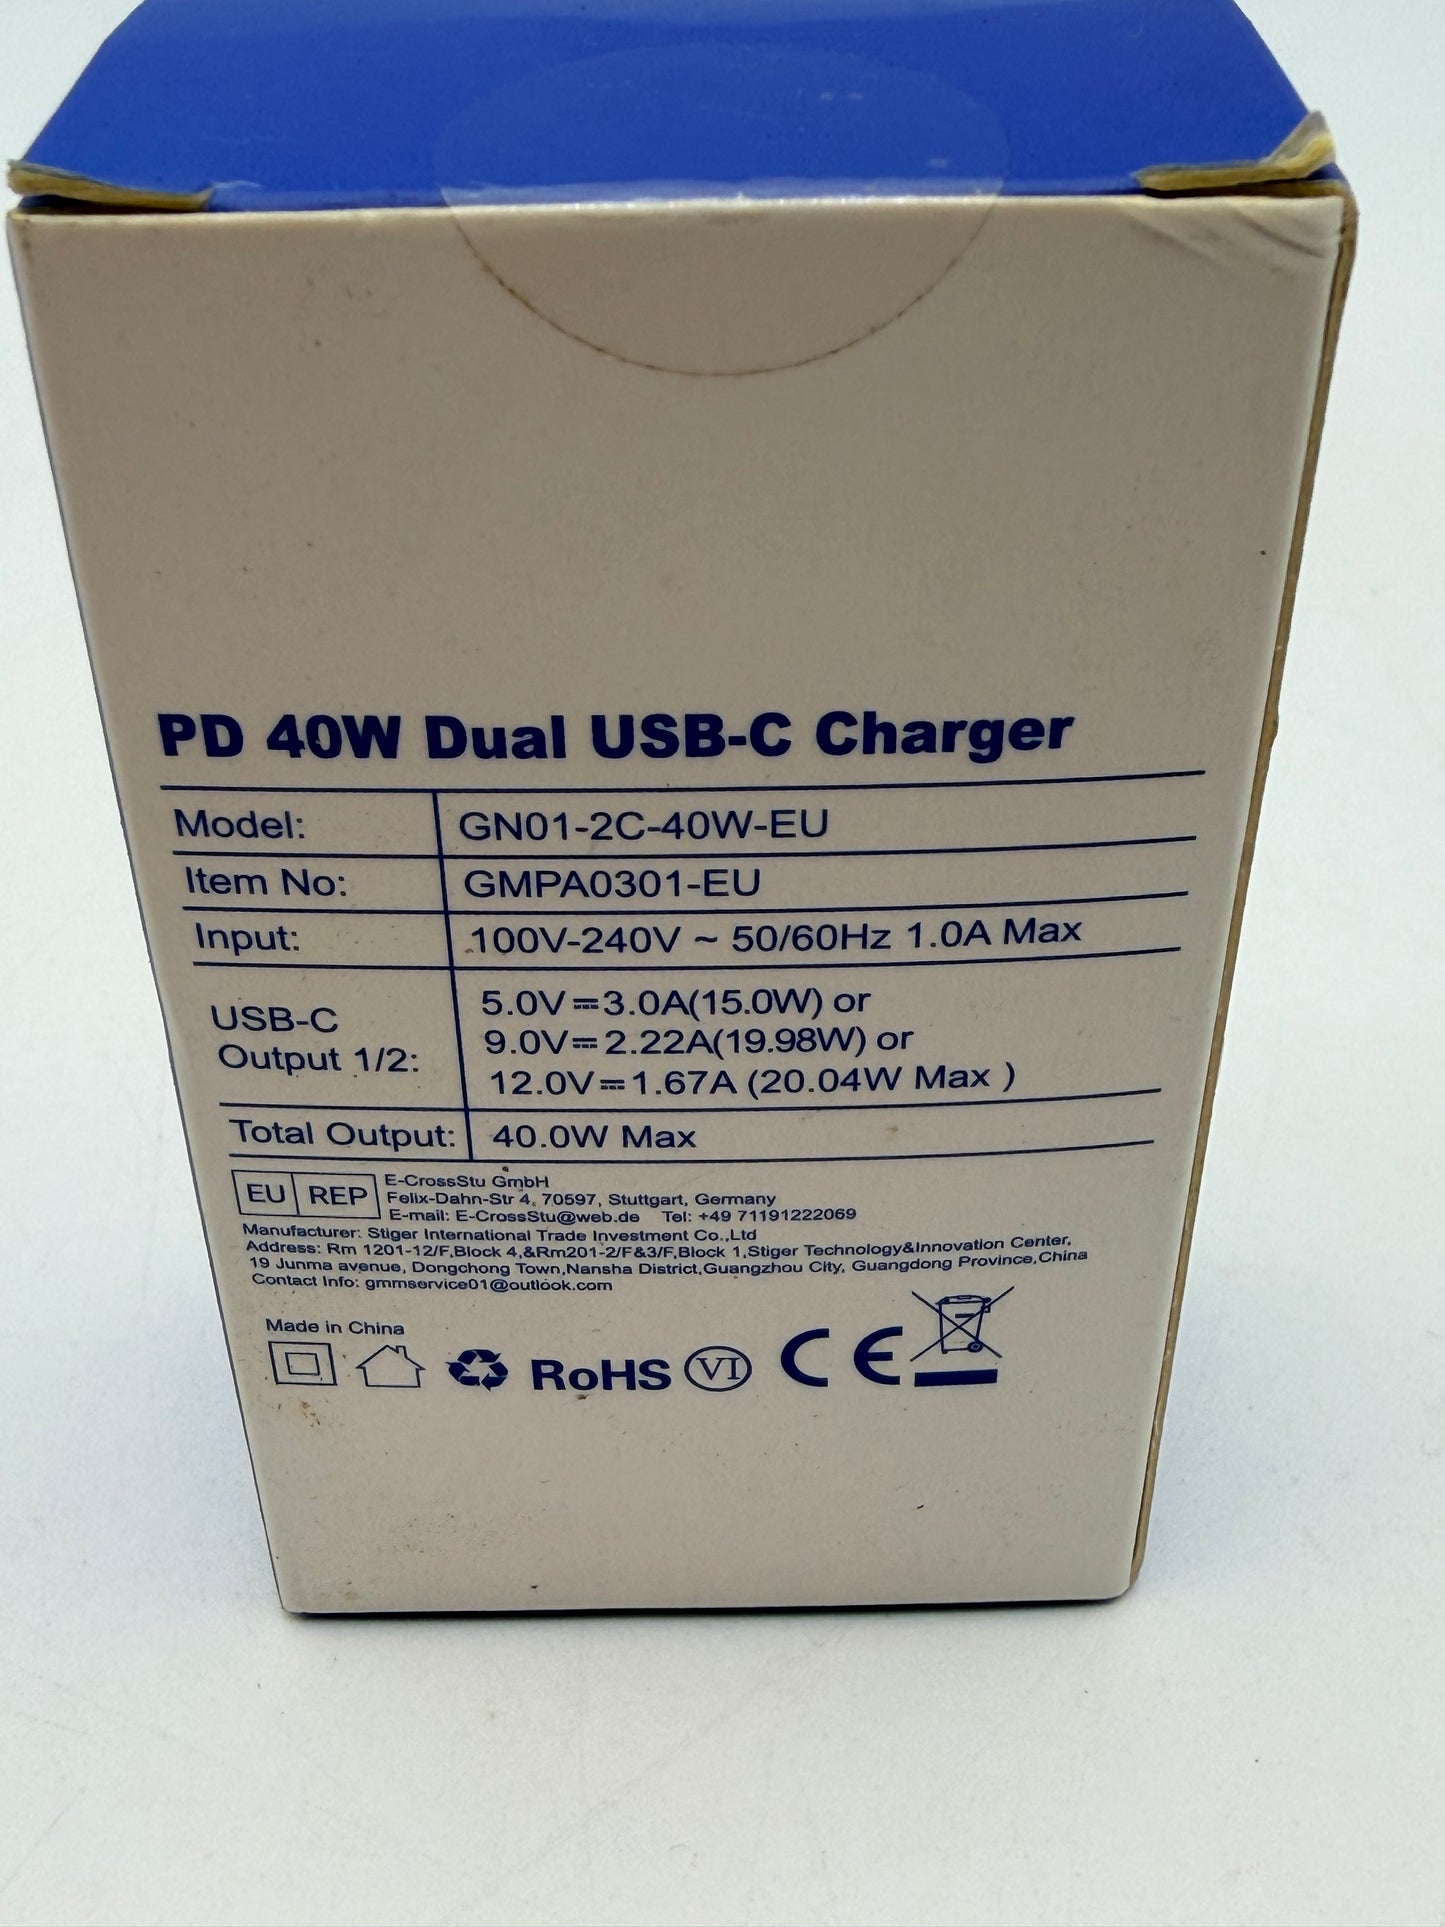 PD 40W Dual USB-C Charger
Model: GN01-2C-40W-EU
Item No: GMPA0301-EU
Input: 100V-240V ~ 50/60Hz 1.0A Max
USB-C Output 1/2:
5.0V⎓3.0A(15.0W) or
9.0V⎓2.22A(19.98W) or
12.0V⎓1.67A (20.04W Max )
Total Output: 40.0W Max
EU REP
E-CrossStu GmbH
Felix-Dahn-Str 4, 70597, Stuttgart, Germany
E-mail: E-CrossStu@web.de Tel: +49 71191222069
Manufacturer: Stiger International Trade Investment Co.,Ltd
Address: Rm 1201-12/F,Block 4,&Rm201-2/F&3/F,Block 1,Stiger Technology&Innovation Center,
19 Junma avenue, Dongchong Town,Nansha District,Guangzhou City, Guangdong Province,China
Contact Info: gmmservice01@outlook.com
Made in China
RoHS VI CE